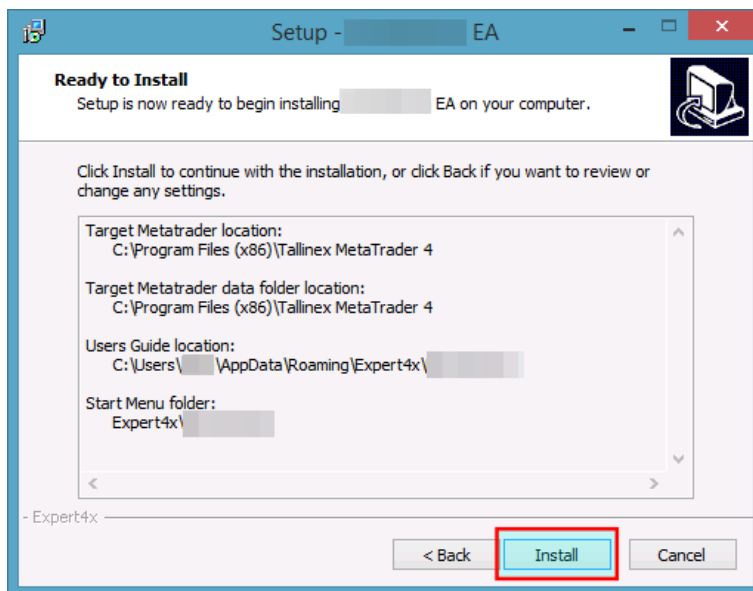 Setup - EA
Ready to Install
Setup is now ready to begin installing EA on your computer.
Click Install to continue with the installation, or click Back if you want to review or
change any settings.
Target Metatrader location:
C:\Program Files (x86)\Tallinex MetaTrader 4
Target Metatrader data folder location:
C:\Program Files (x86)\Tallinex MetaTrader 4
Users Guide location:
C:\Users\ \AppData\Roaming\Expert4x\
Start Menu folder:
Expert4x\
- Expert4x
< Back Install Cancel